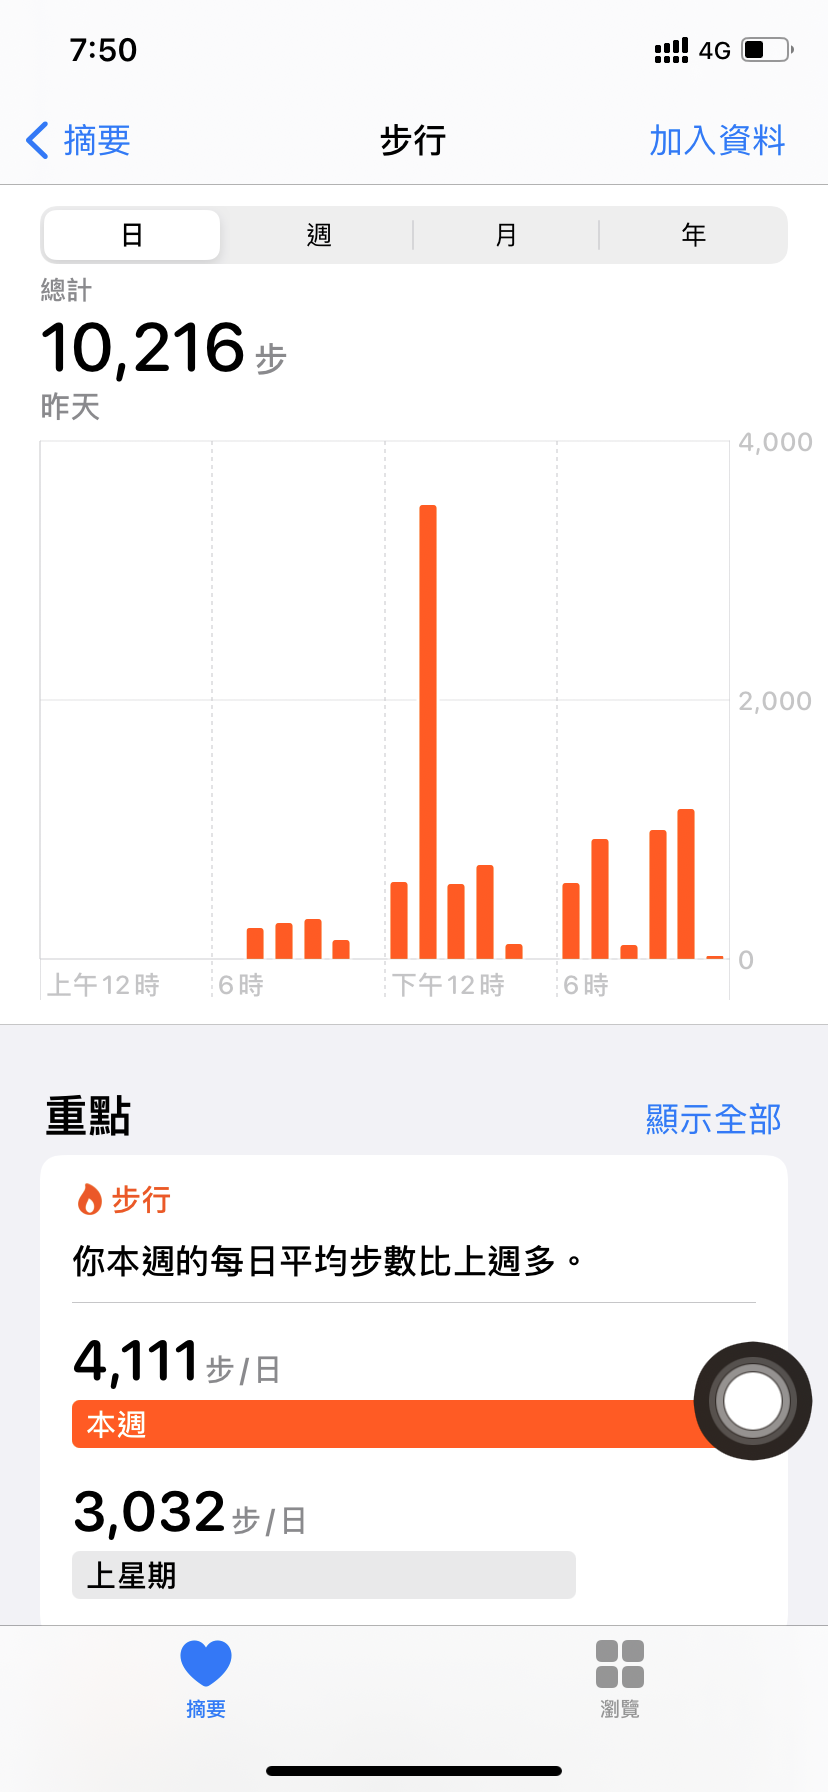 7:50 4G
摘要 步行 加入資料
日 週 月 年
總計
10,216 步
昨天
4,000
2,000
0
上午12時 6時 下午12時 6時
重點 顯示全部
步行
你本週的每日平均步數比上週多。
4,111 步/日
本週
3,032 步/日
上星期
摘要 瀏覽